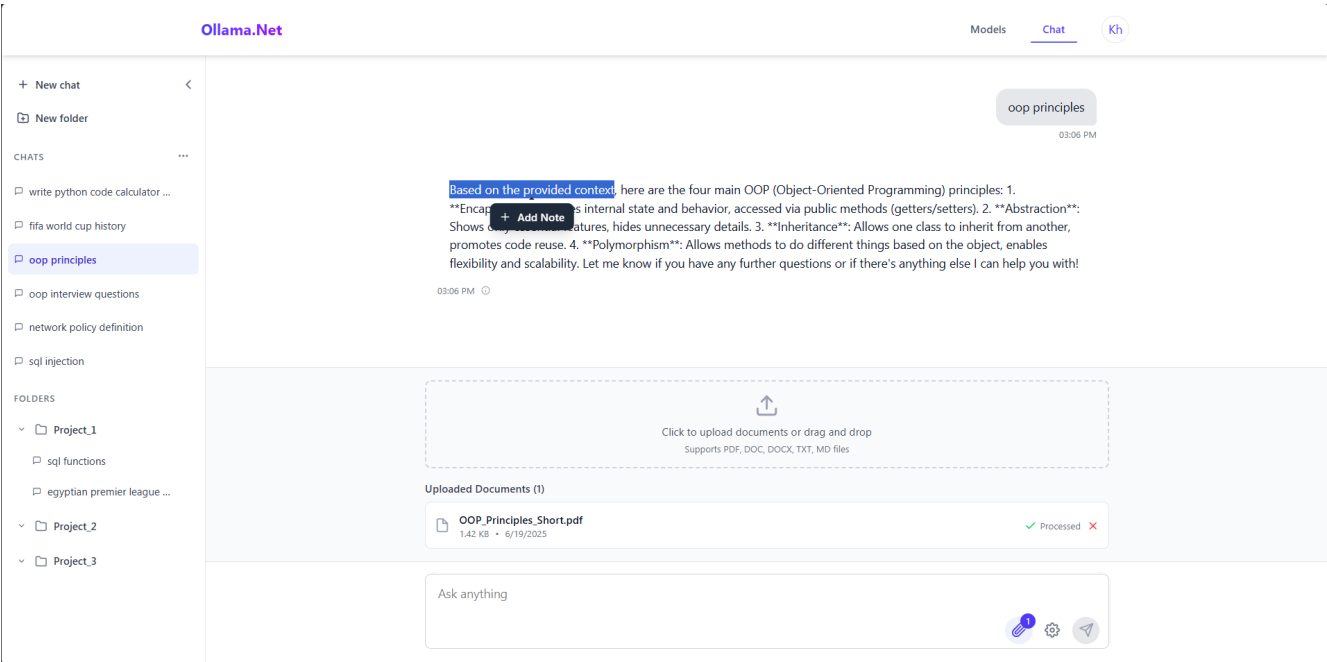 Ollama.Net
Models
Chat
Kh
New chat
New folder
CHATS
write python code calculator ...
fifa world cup history
oop principles
oop interview questions
network policy definition
sql injection
FOLDERS
Project_1
sql functions
egyptian premier league ...
Project_2
Project_3
oop principles
03:06 PM
Based on the provided context, here are the four main OOP (Object-Oriented Programming) principles: 1.
**Encap internal state and behavior, accessed via public methods (getters/setters). 2. **Abstraction**:
Shows features, hides unnecessary details. 3. **Inheritance**: Allows one class to inherit from another,
+ Add Note
promotes code reuse. 4. **Polymorphism**: Allows methods to do different things based on the object, enables
flexibility and scalability. Let me know if you have any further questions or if there's anything else I can help you with!
03:06 PM
Click to upload documents or drag and drop
Supports PDF, DOC, DOCX, TXT, MD files
Uploaded Documents (1)
OOP_Principles_Short.pdf
1.42 KB • 6/19/2025
Processed
Ask anything
1